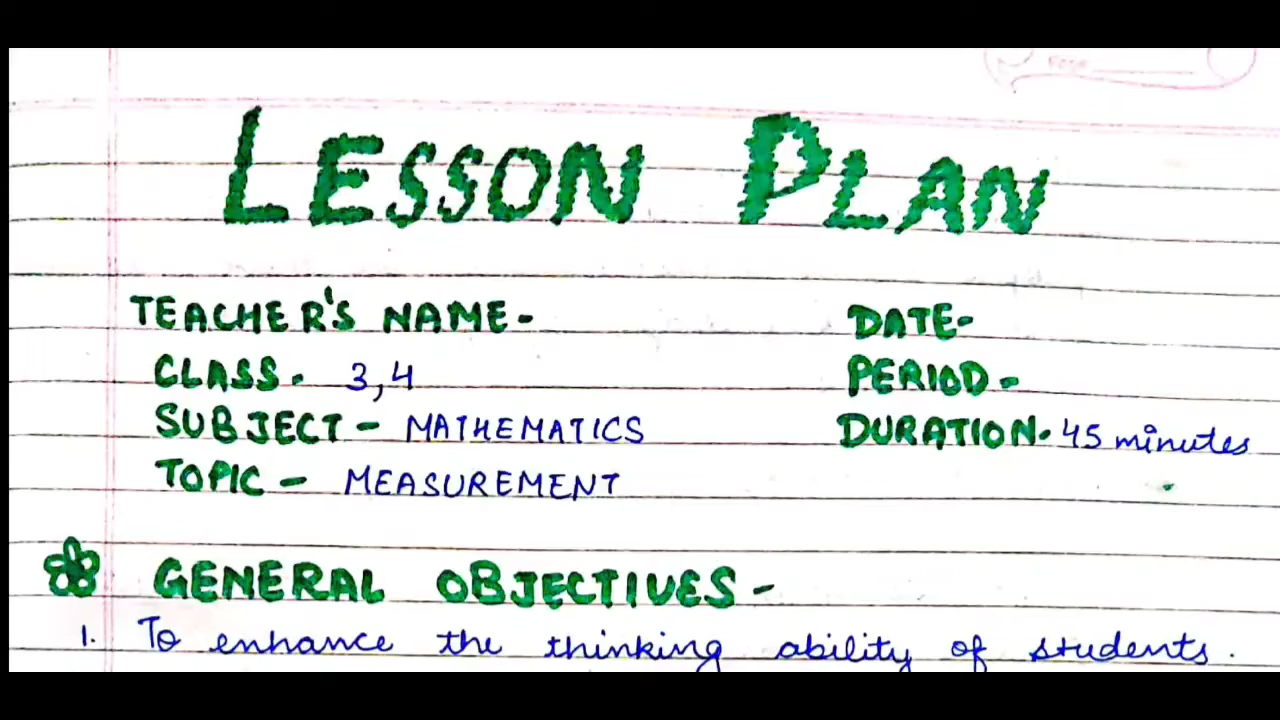 LESSON PLAN
TEACHER'S NAME-
DATE-
CLASS- 3,4
PERIOD-
SUBJECT- MATHEMATICS
DURATION- 45 minutes
TOPIC- MEASUREMENT
GENERAL OBJECTIVES-
1. To enhance the thinking ability of students.